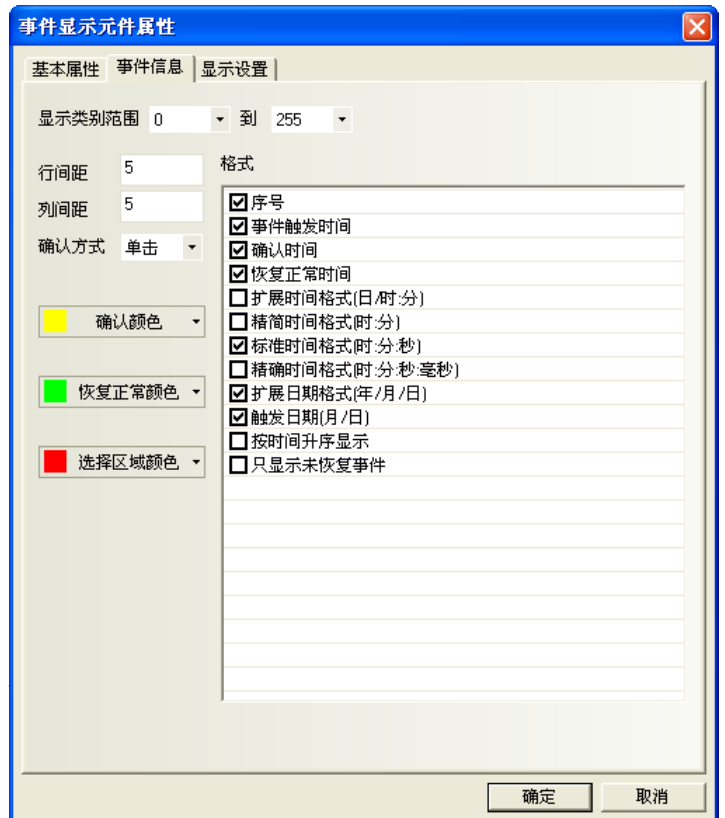 事件显示元件属性
基本属性 事件信息 显示设置
显示类别范围 0 到 255
行间距 5
列间距 5
确认方式 单击
确认颜色
恢复正常颜色
选择区域颜色
格式
序号
事件触发时间
确认时间
恢复正常时间
扩展时间格式(日/时:分)
精简时间格式(时:分)
标准时间格式(时:分:秒)
精确时间格式(时:分:秒:毫秒)
扩展日期格式(年/月/日)
触发日期(月/日)
按时间升序显示
只显示未恢复事件
确定 取消